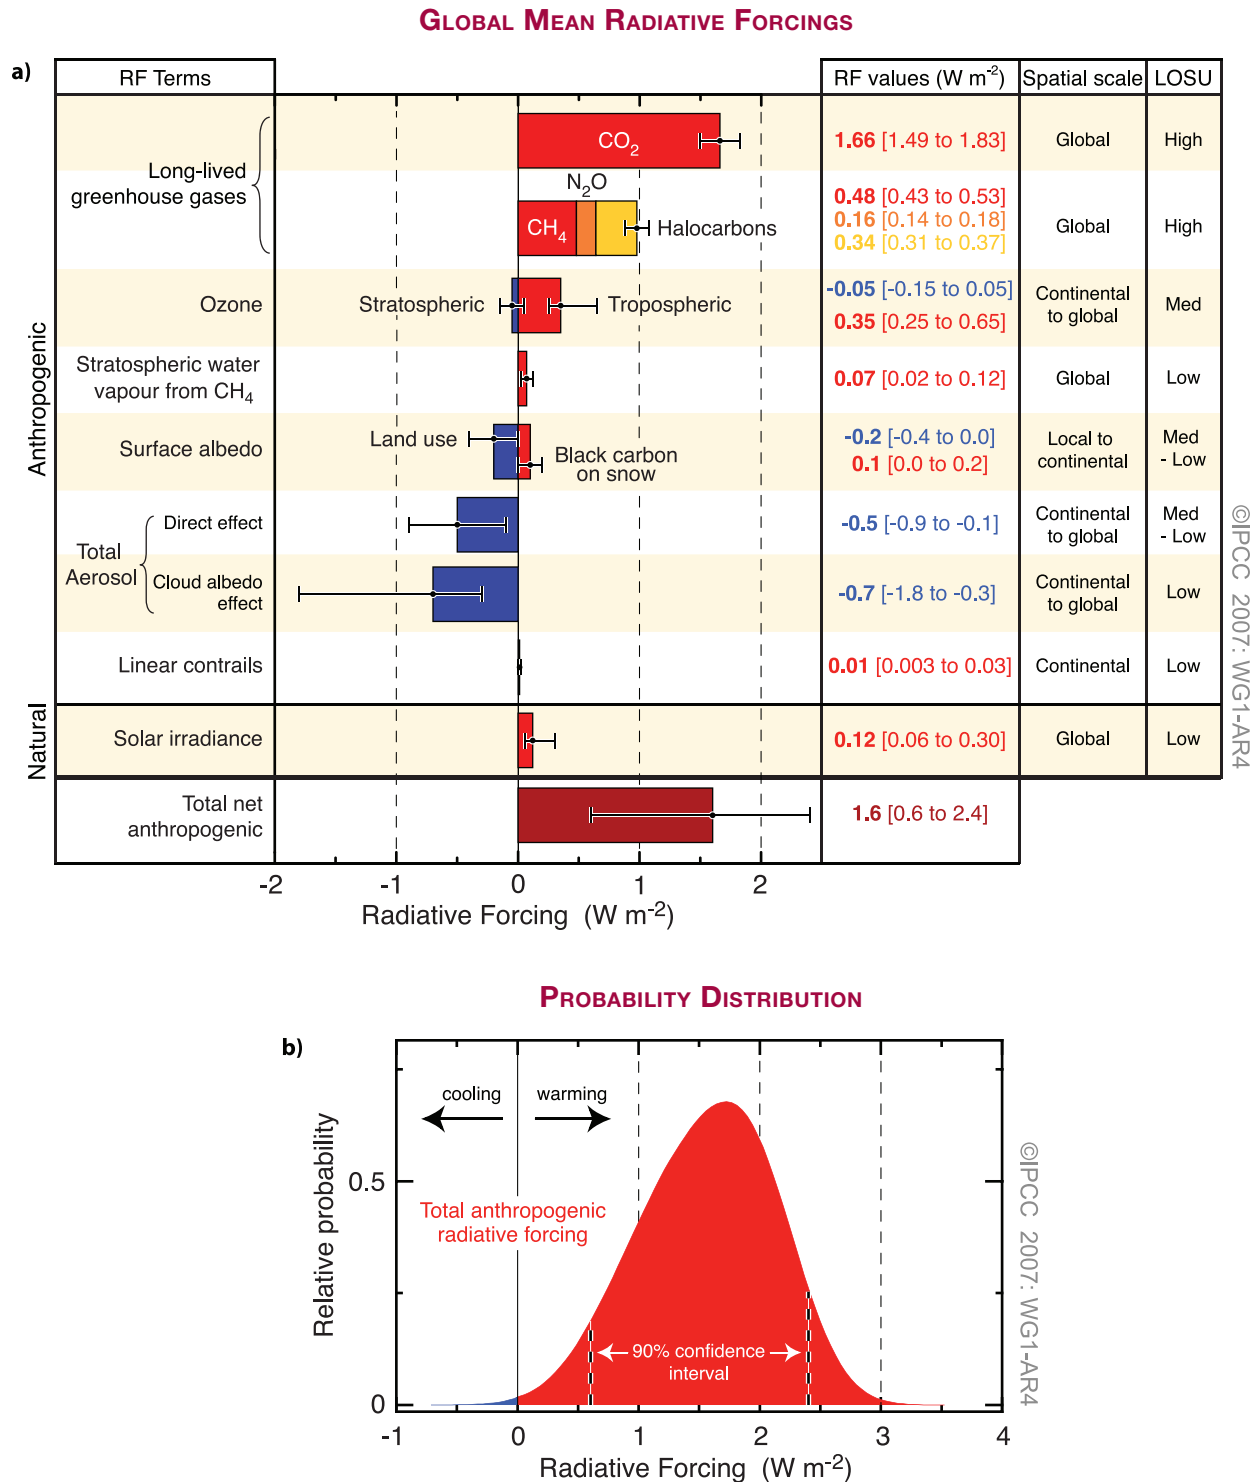 GLOBAL MEAN RADIATIVE FORCINGS
a)
RF Terms
RF values (W m-2)
Spatial scale
LOSU
Anthropogenic
Long-lived
greenhouse gases
CO2
1.66 [1.49 to 1.83]
Global
High
N2O
CH4
Halocarbons
0.48 [0.43 to 0.53]
0.16 [0.14 to 0.18]
0.34 [0.31 to 0.37]
Global
High
Ozone
Stratospheric
Tropospheric
-0.05 [-0.15 to 0.05]
0.35 [0.25 to 0.65]
Continental
to global
Med
Stratospheric water
vapour from CH4
0.07 [0.02 to 0.12]
Global
Low
Surface albedo
Land use
Black carbon
on snow
-0.2 [-0.4 to 0.0]
0.1 [0.0 to 0.2]
Local to
continental
Med
- Low
Total
Aerosol
Direct effect
-0.5 [-0.9 to -0.1]
Continental
to global
Med
- Low
Cloud albedo
effect
-0.7 [-1.8 to -0.3]
Continental
to global
Low
Linear contrails
0.01 [0.003 to 0.03]
Continental
Low
Natural
Solar irradiance
0.12 [0.06 to 0.30]
Global
Low
Total net
anthropogenic
1.6 [0.6 to 2.4]
-2 -1 0 1 2
Radiative Forcing (W m-2)
©IPCC 2007: WG1-AR4
PROBABILITY DISTRIBUTION
b)
cooling
warming
Relative probability
0.5
0
Total anthropogenic
radiative forcing
90% confidence
interval
-1 0 1 2 3 4
Radiative Forcing (W m-2)
©IPCC 2007: WG1-AR4